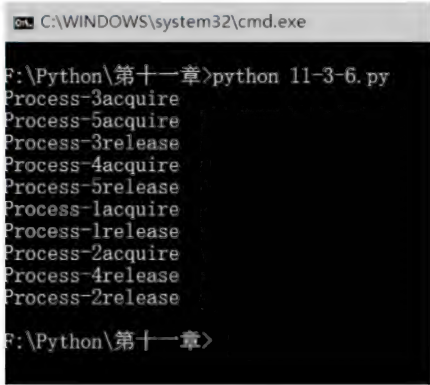 C:\WINDOWS\system32\cmd.exe
F:\Python\第十一章>python 11-3-6.py
Process-3acquire
Process-5acquire
Process-3release
Process-4acquire
Process-5release
Process-1acquire
Process-1release
Process-2acquire
Process-4release
Process-2release
F:\Python\第十一章>